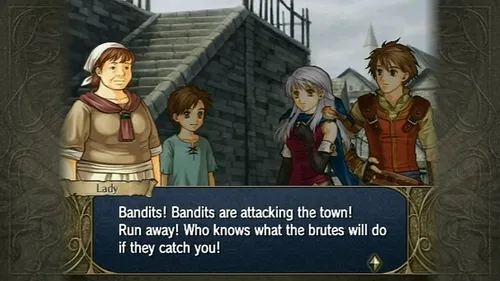 Lady
Bandits! Bandits are attacking the town!
Run away! Who knows what the brutes will do
if they catch you!